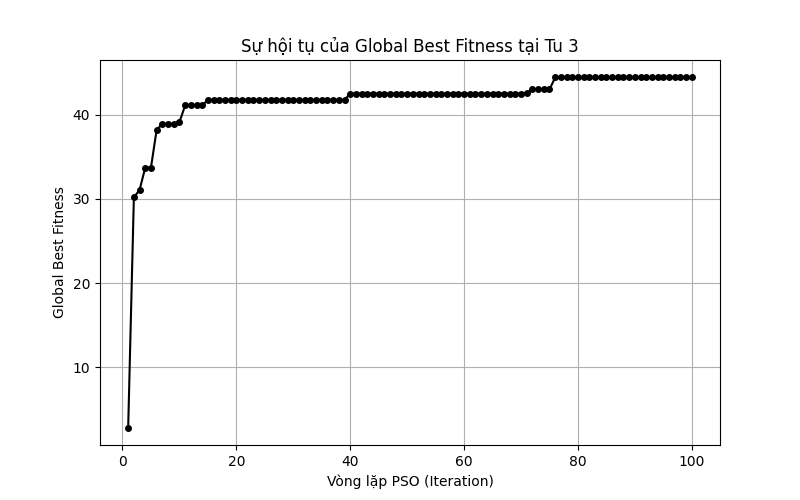 Sự hội tụ của Global Best Fitness tại Tu 3
Global Best Fitness
40
30
20
10
0 20 40 60 80 100
Vòng lặp PSO (Iteration)